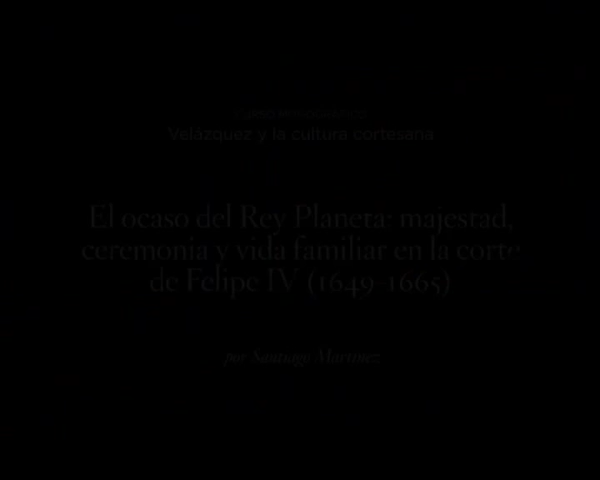 Velázquez y la cultura cortesana
El ocaso del Rey Planeta: majestad,
ceremonia y vida familiar en la corte
de Felipe IV (1649-1665)
por Santiago Martínez